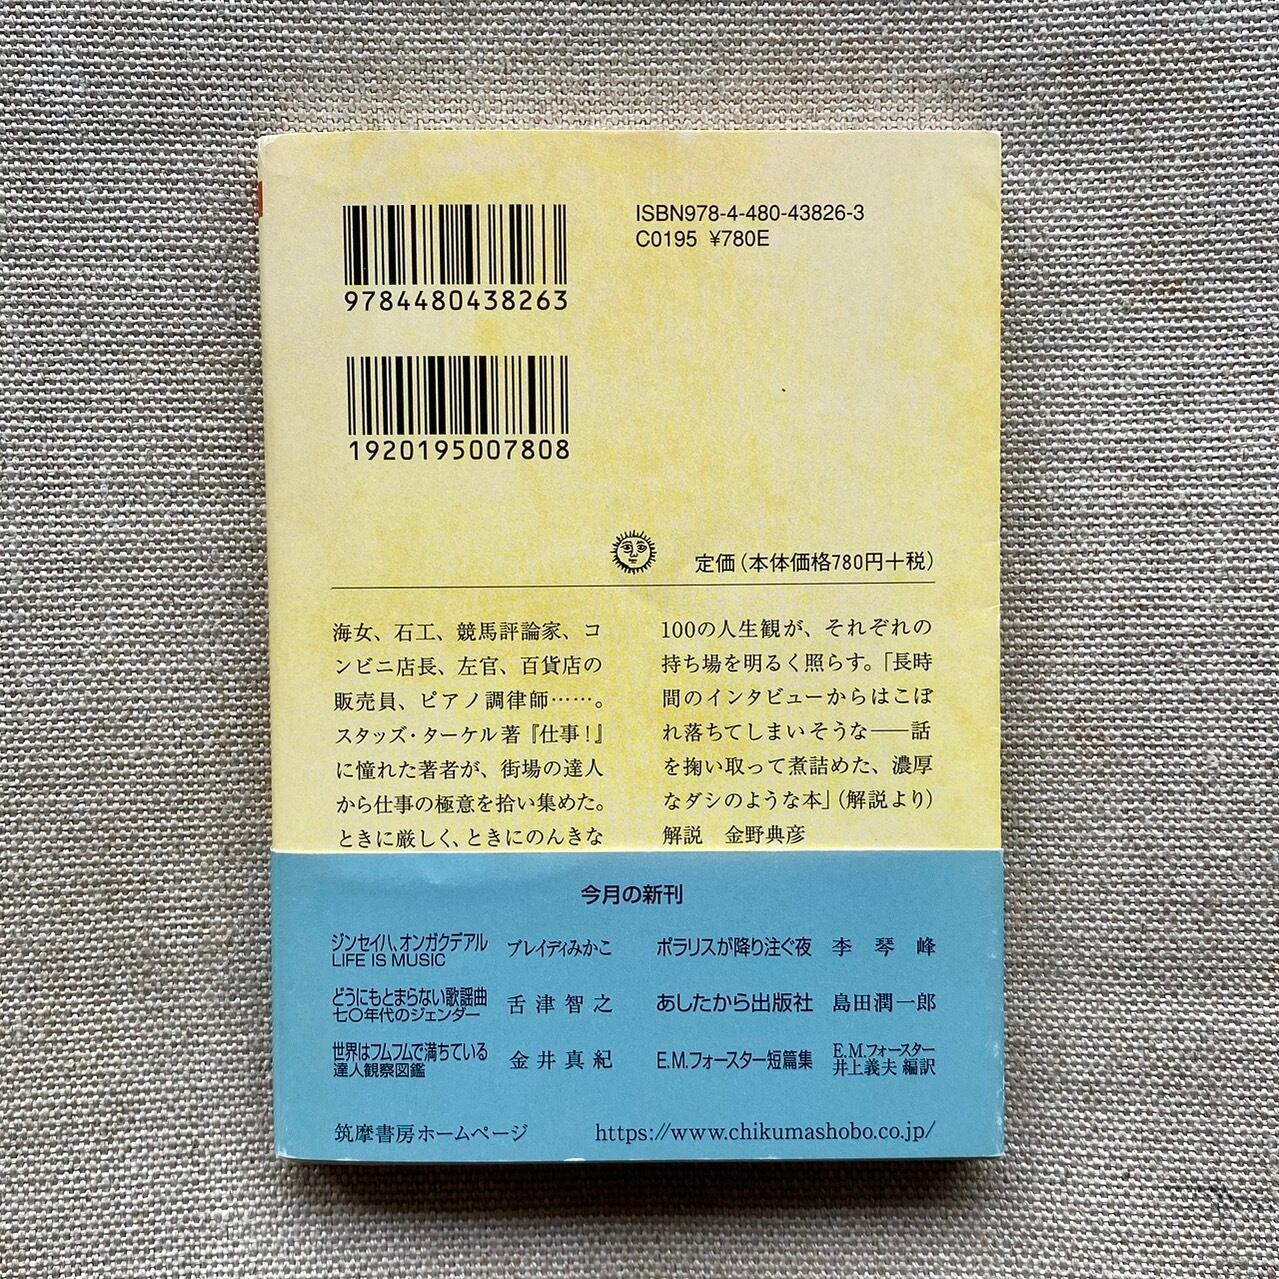 ISBN978-4-480-43826-3
C0195 ¥780E
9784480438263
1920195007808
定価(本体価格780円+税)
海女、石工、競馬評論家、コ
ンビニ店長、左官、百貨店の
販売員、ピアノ調律師……。
スタッズ・ターケル著『仕事!』
に憧れた著者が、街場の達人
から仕事の極意を拾い集めた。
ときに厳しく、ときにのんきな
100の人生観が、それぞれの
持ち場を明るく照らす。「長時
間のインタビューからはこぼ
れ落ちてしまいそうな――話
を掬い取って煮詰めた、濃厚
なダシのような本」(解説より)
解説 金野典彦
今月の新刊
ジンセイハ、オンガクデアル
LIFE IS MUSIC
ブレイディみかこ
どうにもとまらない歌謡曲
七〇年代のジェンダー
舌津智之
世界はフムフムで満ちている
達人観察図鑑
金井真紀
ポラリスが降り注ぐ夜 李琴峰
あしたから出版社 島田潤一郎
E.M.フォースター短篇集
E.M.フォースター
井上義夫 編訳
筑摩書房ホームページ https://www.chikumashobo.co.jp/